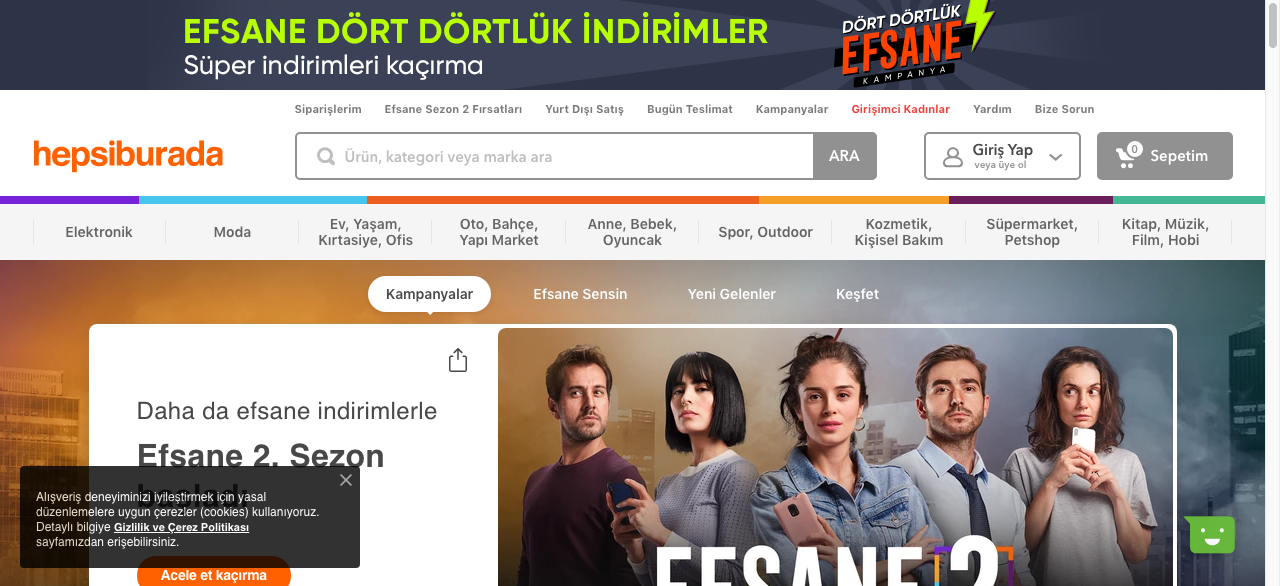 EFSANE DÖRT DÖRTLÜK İNDİRİMLER
Süper indirimleri kaçırma
DÖRT DÖRTLÜK
EFSANE
KAMPANYA
Siparişlerim Efsane Sezon 2 Fırsatları Yurt Dışı Satış Bugün Teslimat Kampanyalar Girişimci Kadınlar Yardım Bize Sorun
hepsiburada
Ürün, kategori veya marka ara
ARA
Giriş Yap
veya üye ol
0
Sepetim
Elektronik
Moda
Ev, Yaşam,
Kırtasiye, Ofis
Oto, Bahçe,
Yapı Market
Anne, Bebek,
Oyuncak
Spor, Outdoor
Kozmetik,
Kişisel Bakım
Süpermarket,
Petshop
Kitap, Müzik,
Film, Hobi
Kampanyalar Efsane Sensin Yeni Gelenler Keşfet
Daha da efsane indirimlerle
Efsane 2. Sezon
başladı
Alışveriş deneyiminizi iyileştirmek için yasal
düzenlemelere uygun çerezler (cookies) kullanıyoruz.
Detaylı bilgiye Gizlilik ve Çerez Politikası
sayfamızdan erişebilirsiniz.
Acele et kaçırma
EFSANE 2